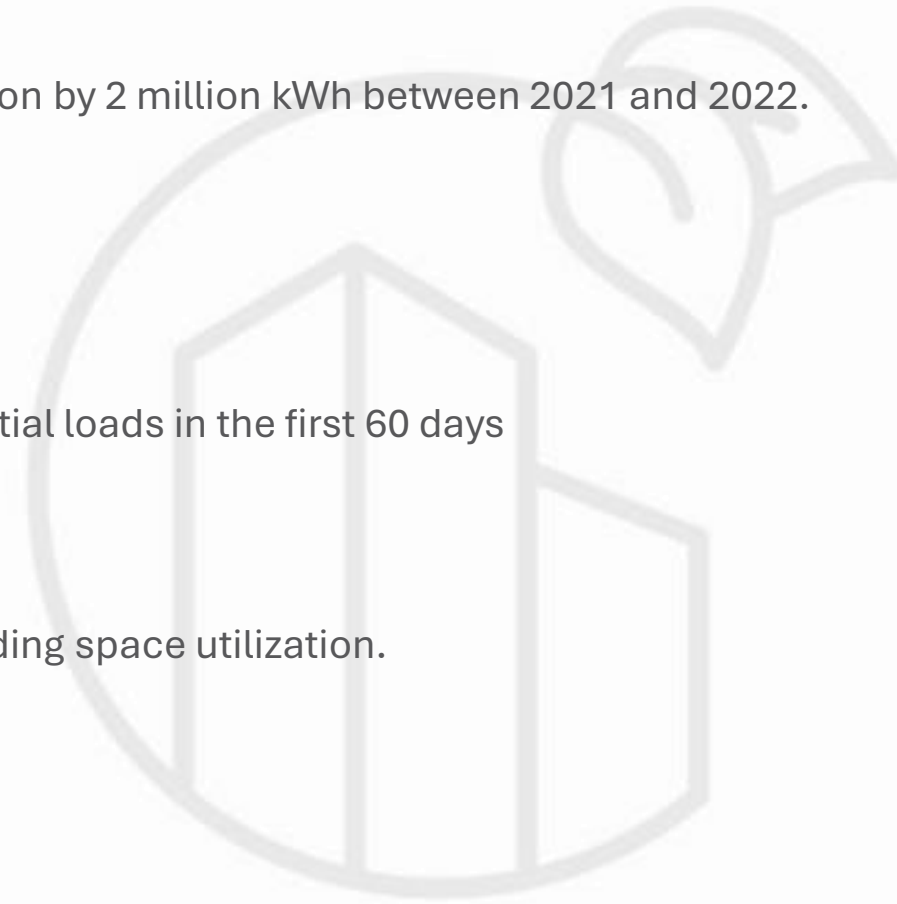 on by 2 million kWh between 2021 and 2022.
tial loads in the first 60 days
ding space utilization.